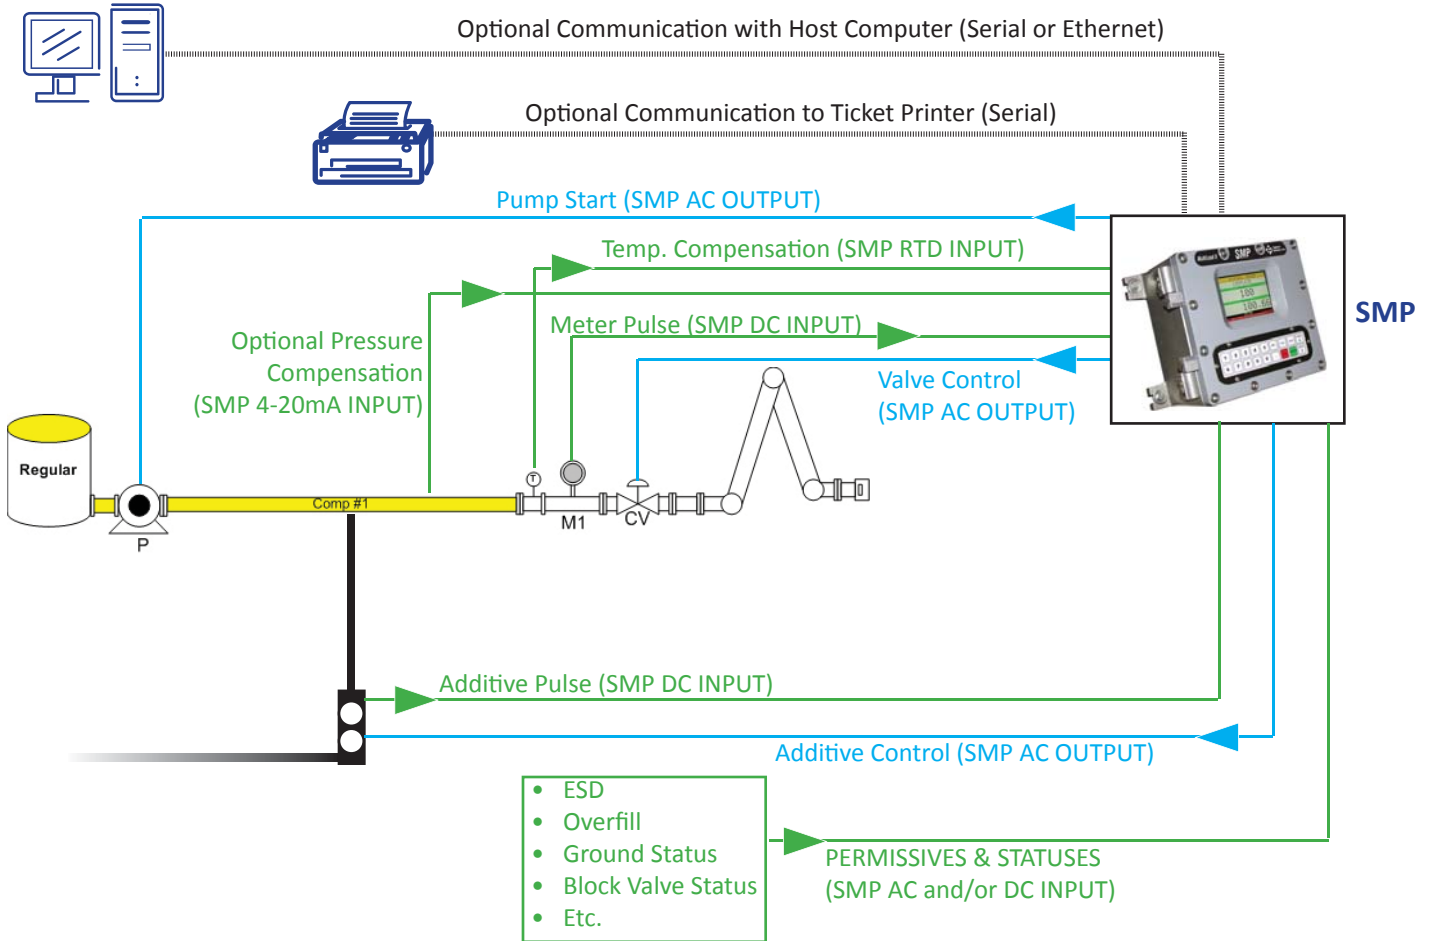 Optional Communication with Host Computer (Serial or Ethernet)
Optional Communication to Ticket Printer (Serial)
Pump Start (SMP AC OUTPUT)
Temp. Compensation (SMP RTD INPUT)
Meter Pulse (SMP DC INPUT)
Optional Pressure
Compensation
(SMP 4-20mA INPUT)
Valve Control
(SMP AC OUTPUT)
SMP
SMP
100
Regular
Comp #1
T
P
M1
CV
Additive Pulse (SMP DC INPUT)
Additive Control (SMP AC OUTPUT)
• ESD
• Overfill
• Ground Status
• Block Valve Status
• Etc.
PERMISSIVES & STATUSES
(SMP AC and/or DC INPUT)